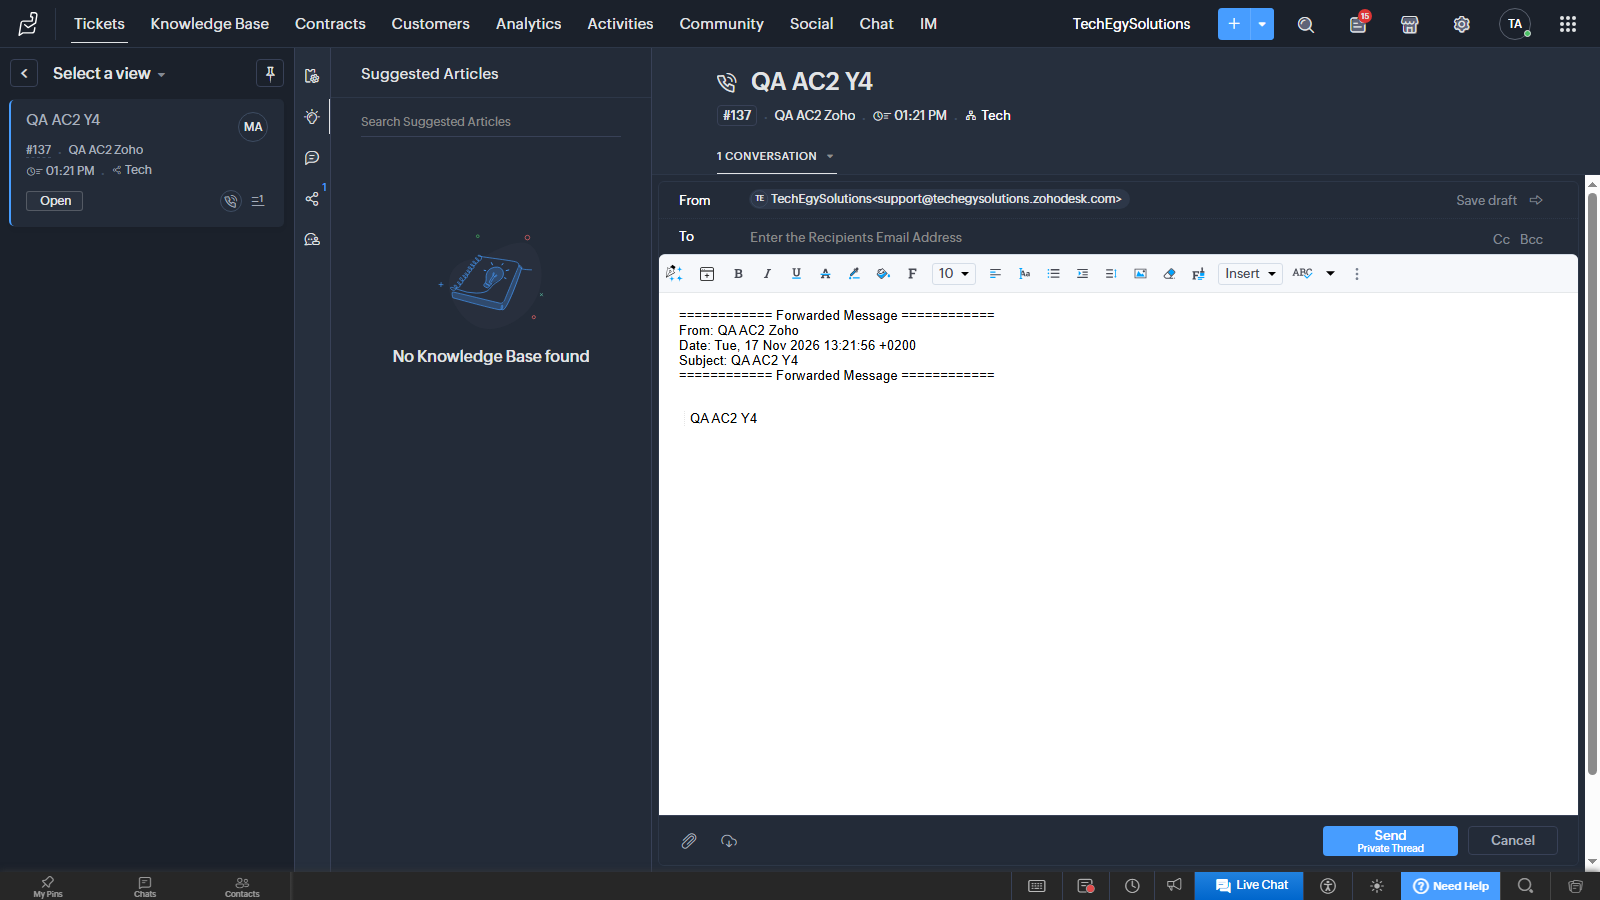 Tickets
Knowledge Base
Contracts
Customers
Analytics
Activities
Community
Social
Chat
IM
TechEgySolutions
15
TA
Select a view
QA AC2 Y4
MA
#137 . QA AC2 Zoho
01:21 PM . Tech
Open
1
1
Suggested Articles
Search Suggested Articles
No Knowledge Base found
QA AC2 Y4
#137 . QA AC2 Zoho . 01:21 PM . Tech
1 CONVERSATION
From
TE TechEgySolutions<support@techegysolutions.zohodesk.com>
Save draft
To
Enter the Recipients Email Address
Cc Bcc
B I U A F 10 Aa Insert ABC
============ Forwarded Message ============
From: QA AC2 Zoho
Date: Tue, 17 Nov 2026 13:21:56 +0200
Subject: QA AC2 Y4
============ Forwarded Message ============
QA AC2 Y4
Send
Private Thread
Cancel
My Pins
Chats
Contacts
Live Chat
Need Help